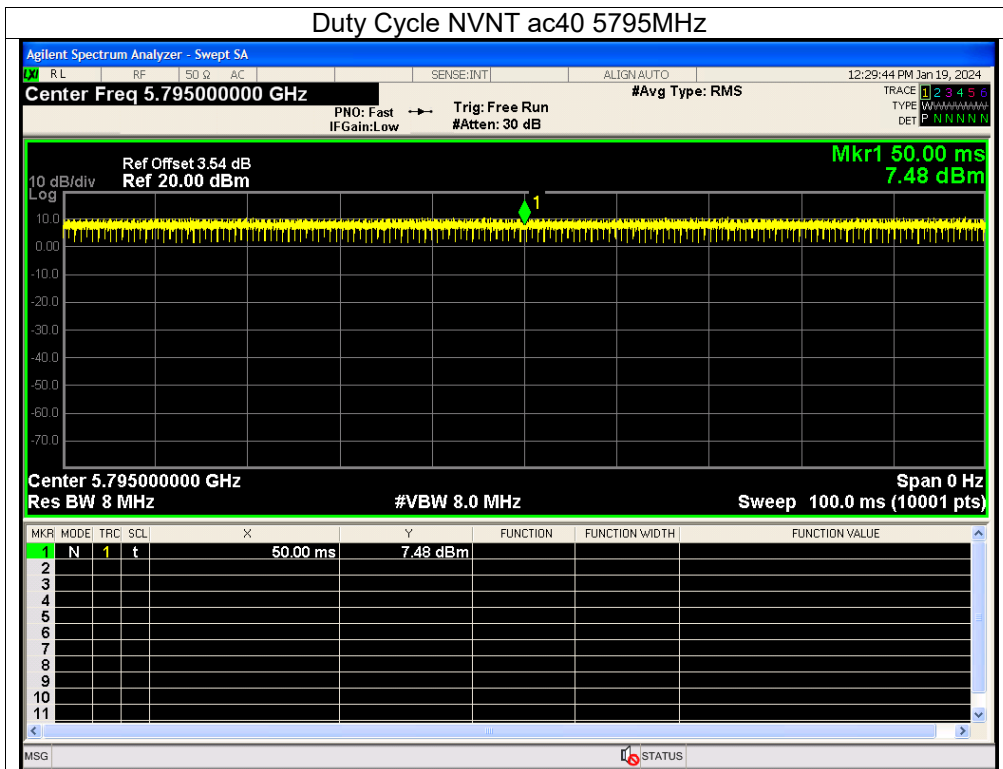 Duty Cycle NVNT ac40 5795MHz
Agilent Spectrum Analyzer - Swept SA
LXI RL RF 50 Ω AC SENSE:INT ALIGN AUTO 12:29:44 PM Jan 19, 2024
Center Freq 5.795000000 GHz #Avg Type: RMS TRACE 1 2 3 4 5 6
PNO: Fast Trig: Free Run TYPE WWWWWW
IFGain:Low #Atten: 30 dB DET P N N N N N
Mkr1 50.00 ms
Ref Offset 3.54 dB
10 dB/div Ref 20.00 dBm 7.48 dBm
Log
1
10.0
0.00
-10.0
-20.0
-30.0
-40.0
-50.0
-60.0
-70.0
Center 5.795000000 GHz Span 0 Hz
Res BW 8 MHz #VBW 8.0 MHz Sweep 100.0 ms (10001 pts)
MKR MODE TRC SCL X Y FUNCTION FUNCTION WIDTH FUNCTION VALUE
1 N 1 t 50.00 ms 7.48 dBm
2
3
4
5
6
7
8
9
10
11
MSG STATUS